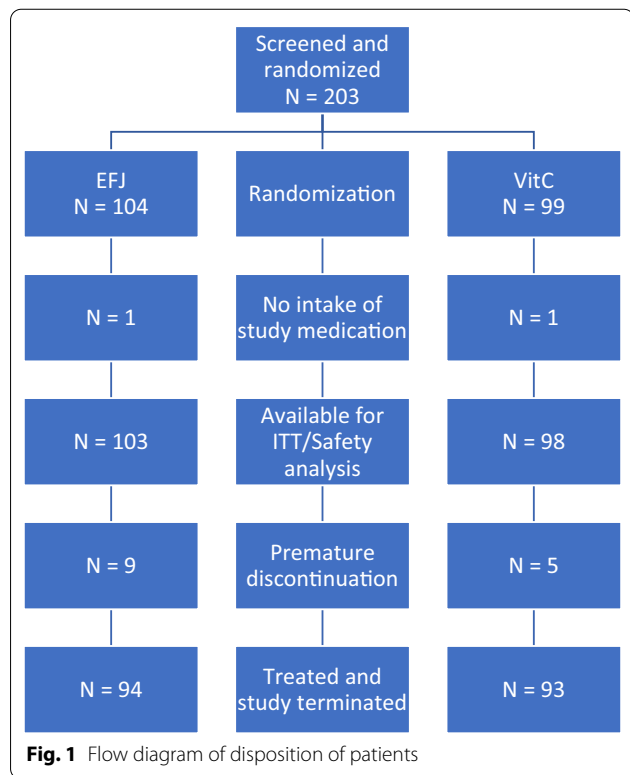 Screened and
randomized
N = 203
EFJ
N = 104
Randomization
VitC
N = 99
N = 1
No intake of
study medication
N = 1
N = 103
Available for
ITT/Safety
analysis
N = 98
N = 9
Premature
discontinuation
N = 5
N = 94
Treated and
study terminated
N = 93
Fig. 1 Flow diagram of disposition of patients